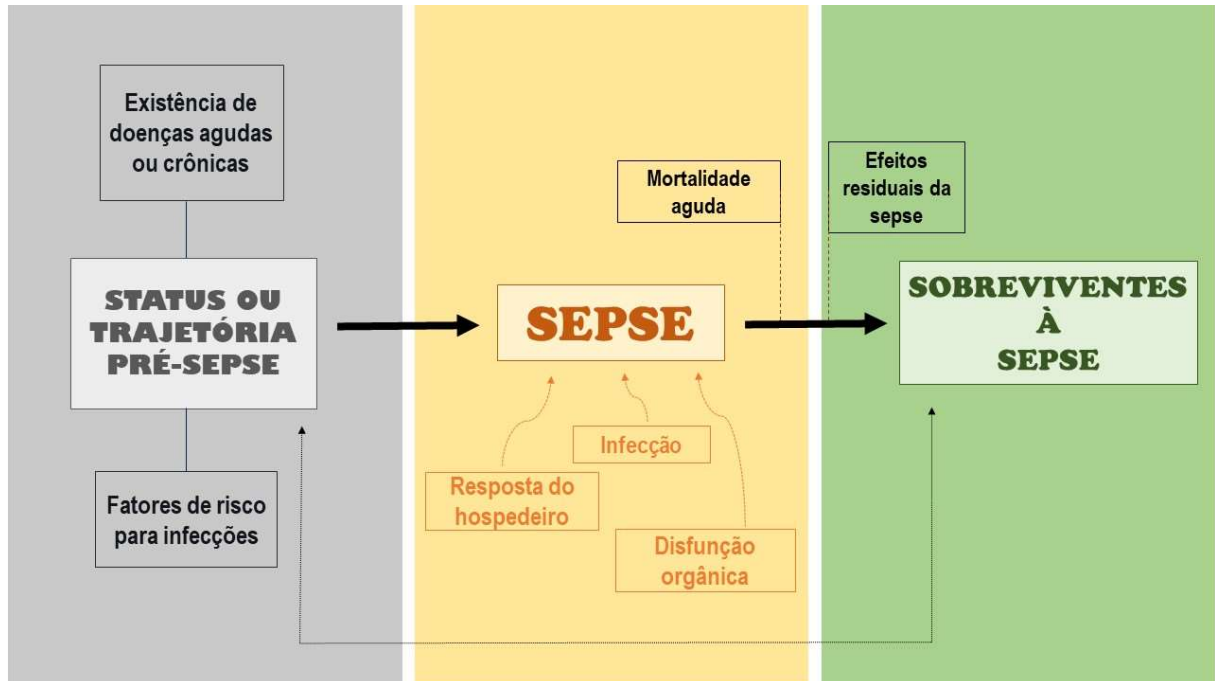 Existência de
doenças agudas
ou crônicas
STATUS OU
TRAJETÓRIA
PRÉ-SEPSE
Fatores de risco
para infecções
Mortalidade
aguda
SEPSE
Infecção
Resposta do
hospedeiro
Disfunção
orgânica
Efeitos
residuais da
sepse
SOBREVIVENTES
À
SEPSE